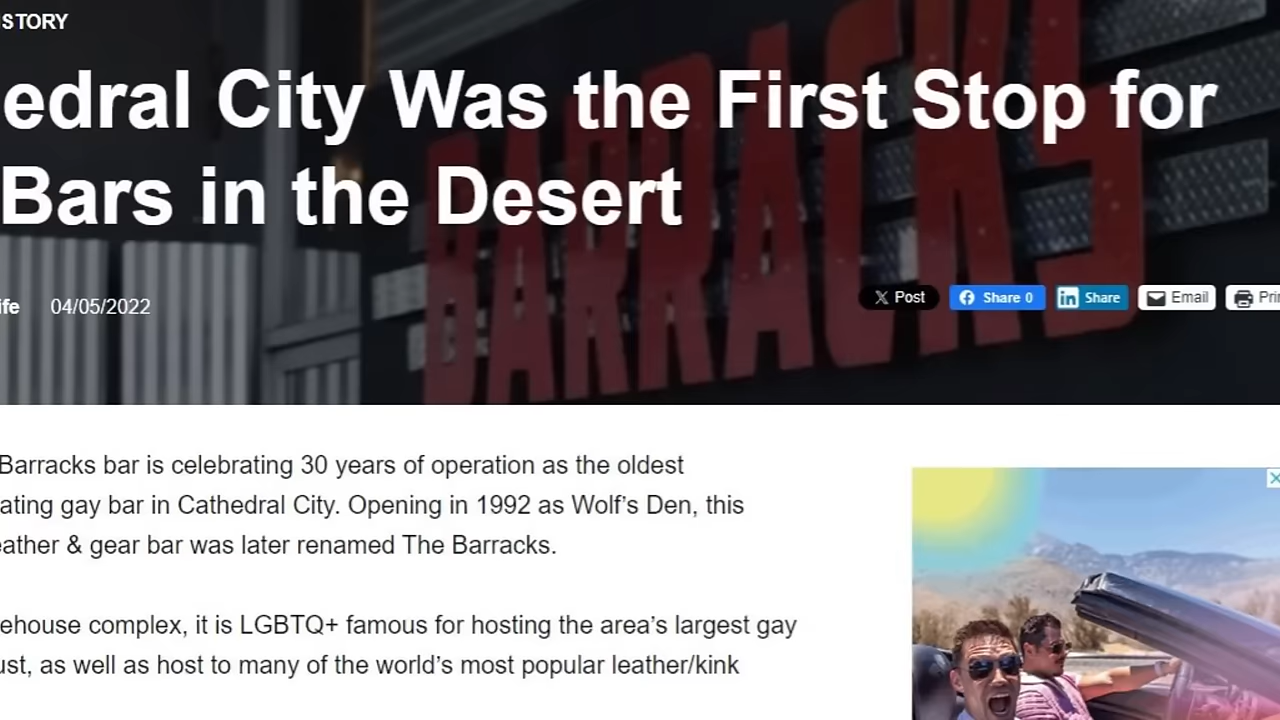 STORY
edral City Was the First Stop for
Bars in the Desert
BARRACKS
ife 04/05/2022
Post Share 0 Share Email Prin
Barracks bar is celebrating 30 years of operation as the oldest
ating gay bar in Cathedral City. Opening in 1992 as Wolf’s Den, this
eather & gear bar was later renamed The Barracks.
ehouse complex, it is LGBTQ+ famous for hosting the area’s largest gay
ust, as well as host to many of the world’s most popular leather/kink